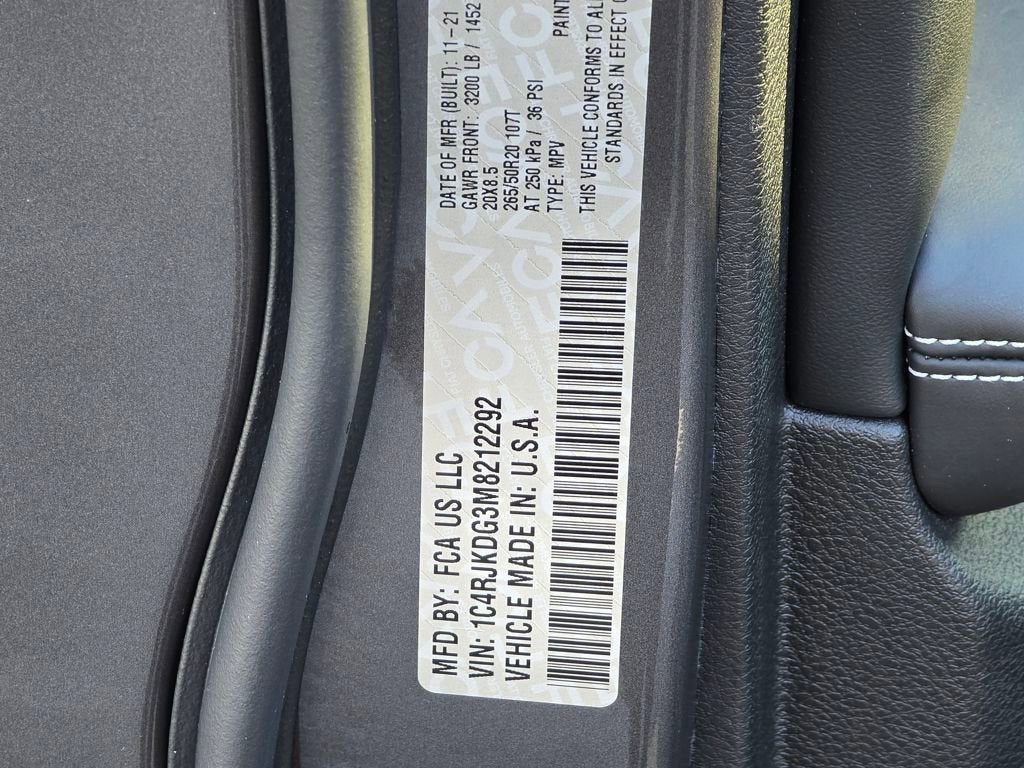 MFD BY: FCA US LLC
VIN: 1C4RJKDG3M8212292
VEHICLE MADE IN: U.S.A.
DATE OF MFR (BUILT): 11-21
GAWR FRONT: 3200 LB / 1452
20X8.5
265/50R20 107T
AT 250 kPa / 36 PSI
TYPE: MPV PAINT
THIS VEHICLE CONFORMS TO AL
STANDARDS IN EFFECT O